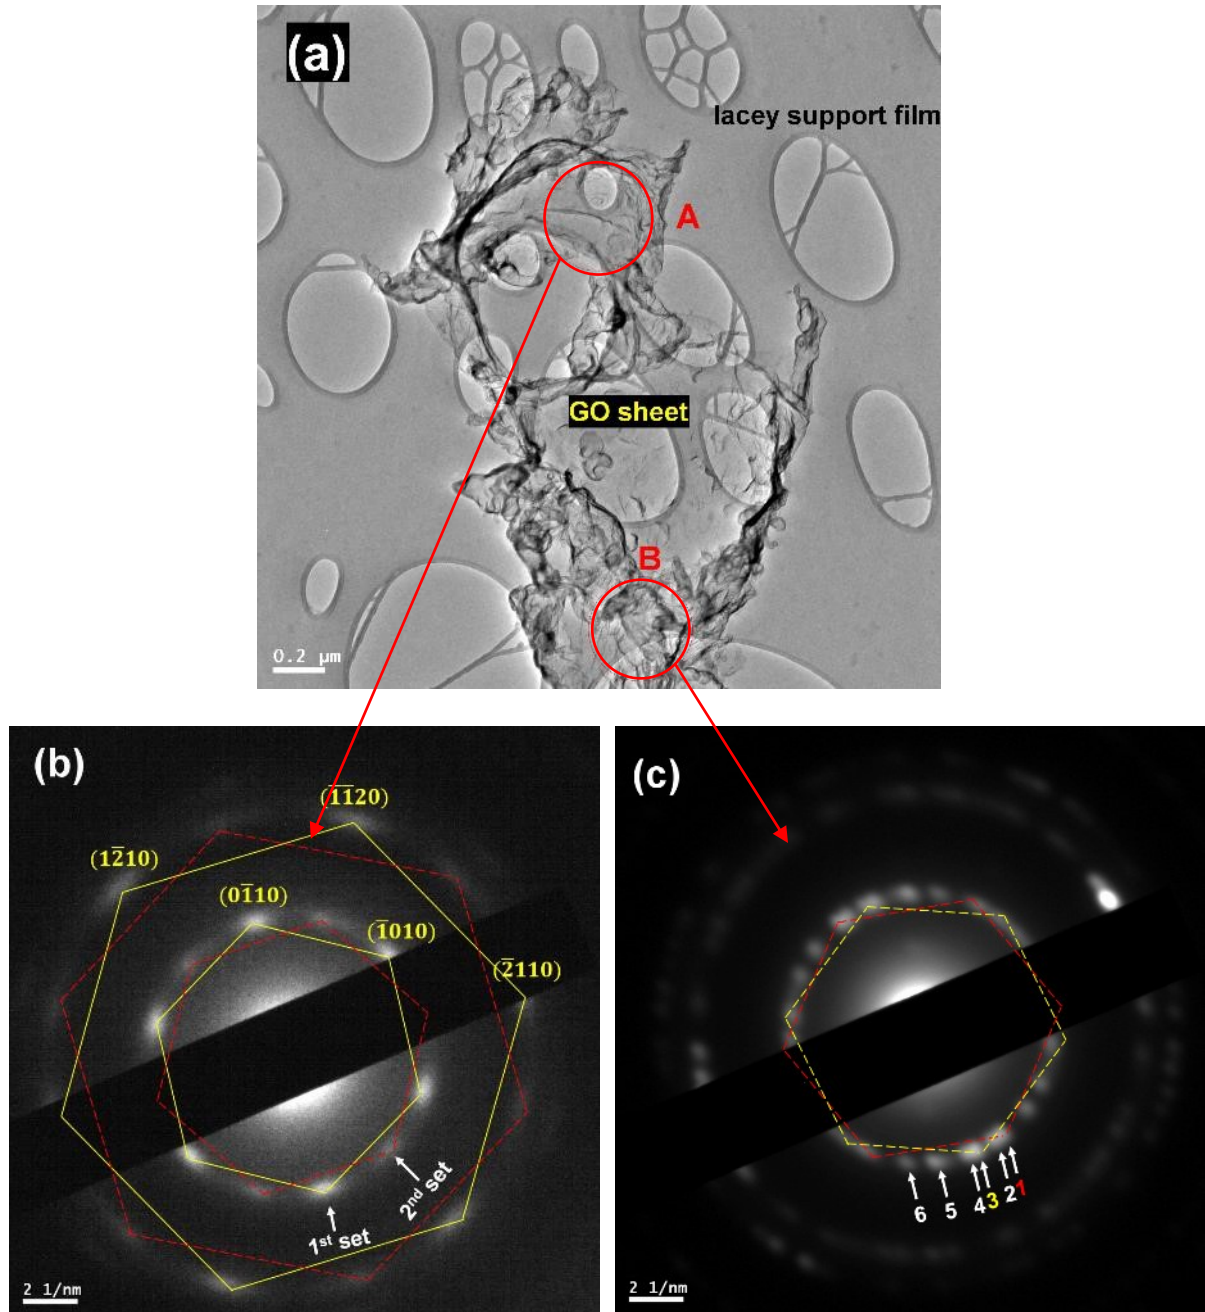 (a)
lacey support film
A
GO sheet
B
0.2 µm
(b)
(1̅1̅20)
(12̅10)
(01̅10)
(1̅010)
(2̅110)
2ⁿᵈ set
1ˢᵗ set
2 1/nm
(c)
6 5 4 3 2 1
2 1/nm